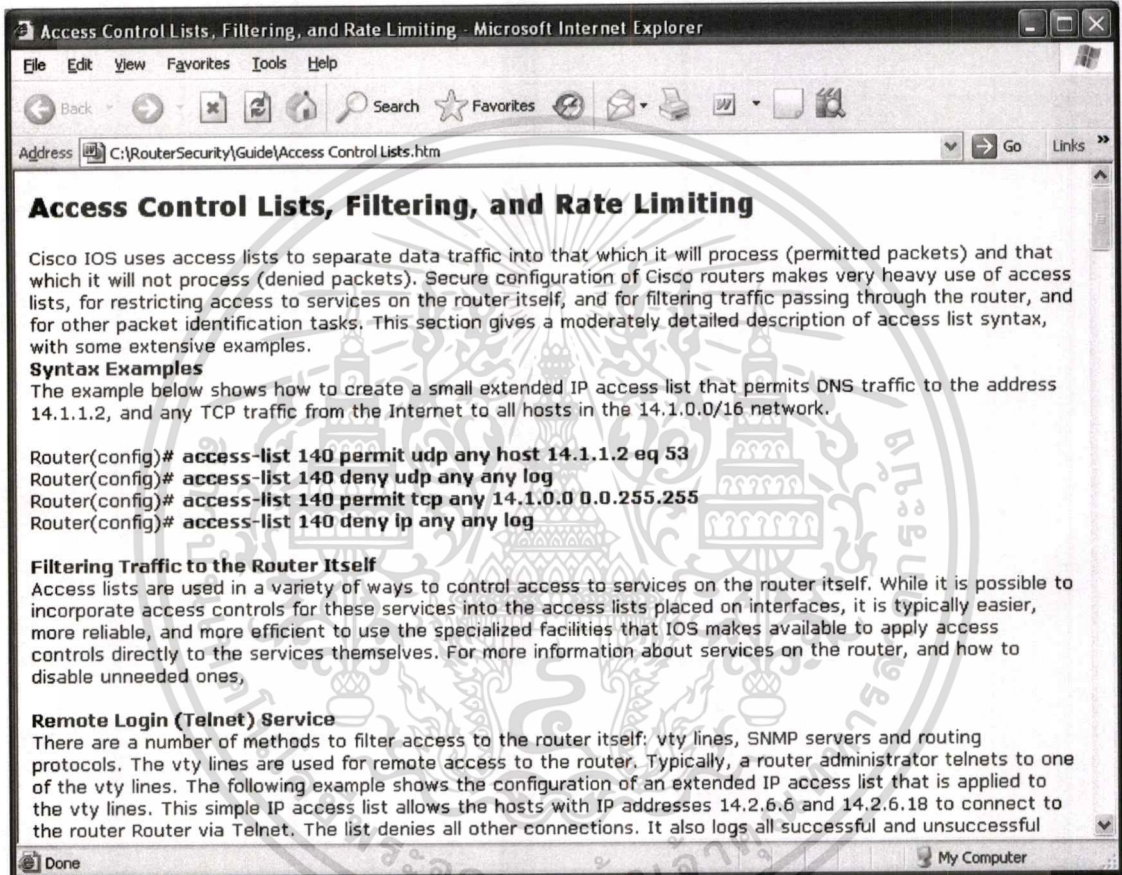 Access Control Lists, Filtering, and Rate Limiting - Microsoft Internet Explorer
File Edit View Favorites Tools Help
Back Search Favorites
Address C:\RouterSecurity\Guide\Access Control Lists.htm Go Links »
Access Control Lists, Filtering, and Rate Limiting
Cisco IOS uses access lists to separate data traffic into that which it will process (permitted packets) and that
which it will not process (denied packets). Secure configuration of Cisco routers makes very heavy use of access
lists, for restricting access to services on the router itself, and for filtering traffic passing through the router, and
for other packet identification tasks. This section gives a moderately detailed description of access list syntax,
with some extensive examples.
Syntax Examples
The example below shows how to create a small extended IP access list that permits DNS traffic to the address
14.1.1.2, and any TCP traffic from the Internet to all hosts in the 14.1.0.0/16 network.
Router(config)# access-list 140 permit udp any host 14.1.1.2 eq 53
Router(config)# access-list 140 deny udp any any log
Router(config)# access-list 140 permit tcp any 14.1.0.0 0.0.255.255
Router(config)# access-list 140 deny ip any any log
Filtering Traffic to the Router Itself
Access lists are used in a variety of ways to control access to services on the router itself. While it is possible to
incorporate access controls for these services into the access lists placed on interfaces, it is typically easier,
more reliable, and more efficient to use the specialized facilities that IOS makes available to apply access
controls directly to the services themselves. For more information about services on the router, and how to
disable unneeded ones,
Remote Login (Telnet) Service
There are a number of methods to filter access to the router itself: vty lines, SNMP servers and routing
protocols. The vty lines are used for remote access to the router. Typically, a router administrator telnets to one
of the vty lines. The following example shows the configuration of an extended IP access list that is applied to
the vty lines. This simple IP access list allows the hosts with IP addresses 14.2.6.6 and 14.2.6.18 to connect to
the router Router via Telnet. The list denies all other connections. It also logs all successful and unsuccessful
Done My Computer